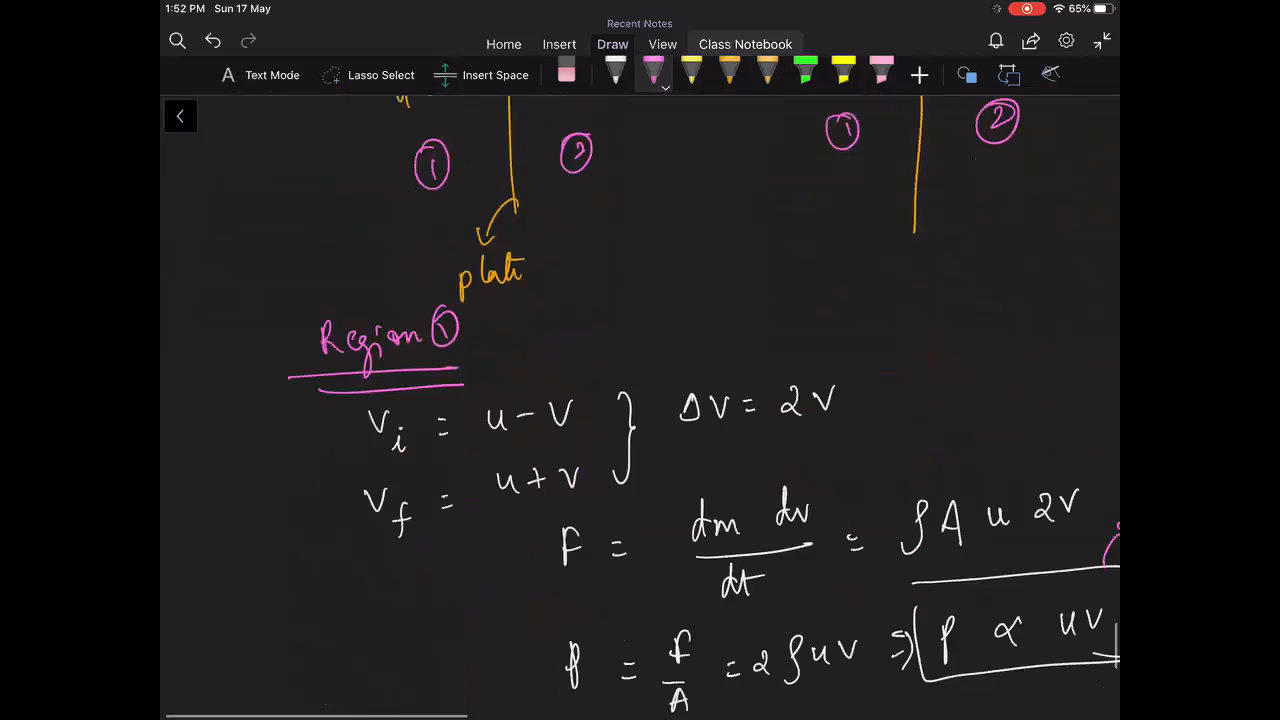 1:52 PM Sun 17 May
65%
Recent Notes
Home Insert Draw View Class Notebook
A Text Mode Lasso Select Insert Space
① ② ① ②
plate
Region ①
Vi = u - v } ΔV = 2V
Vf = u + v
F = dm dv / dt = ρ A u 2V
p = F / A = 2 ρ u v ⇒ p ∝ u v